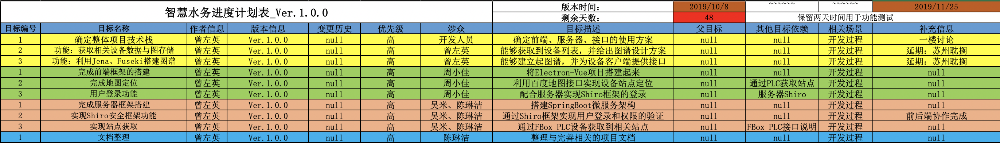 智慧水务进度计划表_Ver.1.0.0 版本时间: 2019/10/8 ~~~~~~ ~~~~~~ 2019/11/25
剩余天数: 48 保留两天时间用于功能测试
目标编号 目标名称 作者信息 版本信息 变更历史 优先级 涉众 目标描述 父目标 其他目标依赖 相关场景 补充信息
1 确定整体项目技术栈 曾左英 Ver.1.0.0 null 高 开发人员 确定前端、服务器、接口的使用方案 null null 开发过程 一楼讨论
2 功能：获取相关设备数据与图存储 曾左英 Ver.1.0.0 null 高 曾左英 能够获取到设备列表，并给出图谱设计方案 null null 开发过程 延期：苏州耽搁
3 功能：利用Jena、Fuseki搭建图谱 曾左英 Ver.1.0.0 null 高 曾左英 能够建立起图谱，并为设备客户端提供接口 null null 开发过程 延期：苏州耽搁
1 完成前端框架的搭建 曾左英 Ver.1.0.0 null 高 周小佳 将Electron-Vue项目搭建起来 null null 开发过程 null
2 完成地图定位 曾左英 Ver.1.0.0 null 高 周小佳 利用百度地图接口实现设备站点定位 null 通过PLC获取站点 开发过程 null
3 用户登录功能 曾左英 Ver.1.0.0 null 高 周小佳 配合服务器实现Shiro框架的登录 null 服务器Shiro 开发过程 null
1 完成服务器框架搭建 曾左英 Ver.1.0.0 null 高 吴米、陈琳洁 搭建SpringBoot微服务架构 null null 开发过程 null
2 实现Shiro安全框架功能 曾左英 Ver.1.0.0 null 高 吴米、陈琳洁 通过Shiro框架实现用户登录和权限的验证 null null 开发过程 前后端协作完成
3 实现站点获取 曾左英 Ver.1.0.0 null 高 吴米、陈琳洁 通过FBox PLC设备获取到相关站点 null FBox PLC接口说明 开发过程 null
1 文档整理 曾左英 Ver.1.0.0 null 高 陈琳洁 整理与完善相关的项目文档 null null 开发过程 null